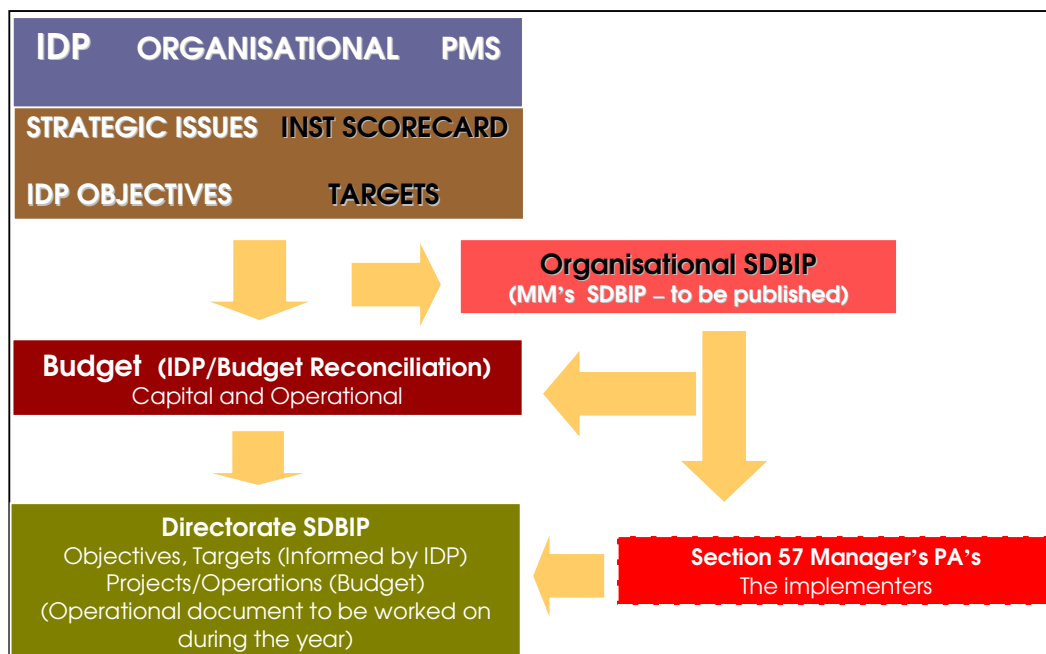 IDP ORGANISATIONAL PMS
STRATEGIC ISSUES INST SCORECARD
IDP OBJECTIVES TARGETS
Organisational SDBIP
(MM's SDBIP – to be published)
Budget (IDP/Budget Reconciliation)
Capital and Operational
Directorate SDBIP
Objectives, Targets (Informed by IDP)
Projects/Operations (Budget)
(Operational document to be worked on
during the year)
Section 57 Manager's PA's
The implementers